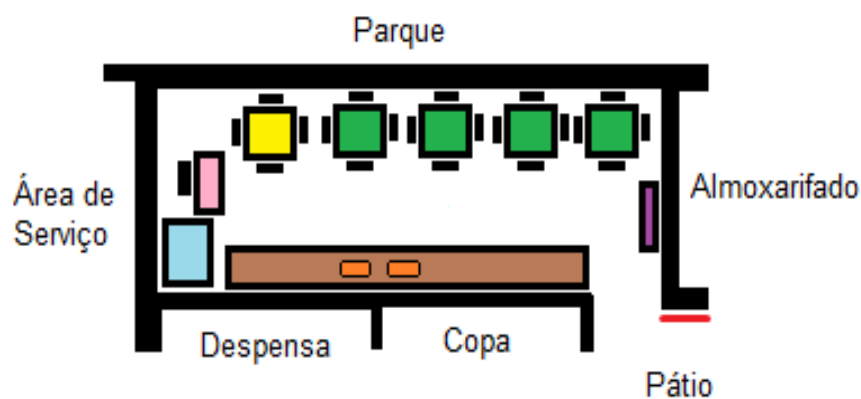 Parque
Área de
Serviço
Almoxarifado
Despensa
Copa
Pátio